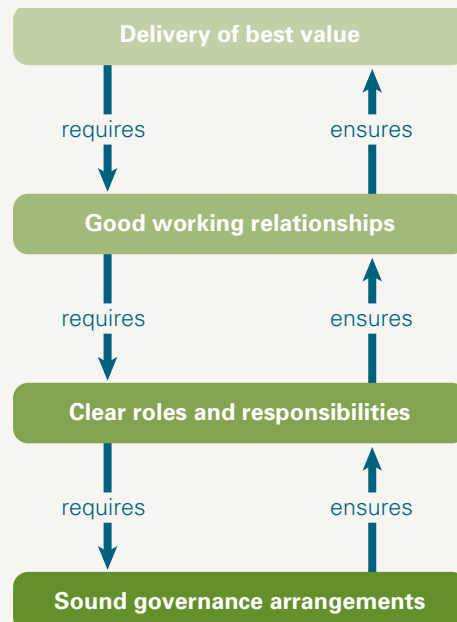 Delivery of best value
requires
ensures
Good working relationships
requires
ensures
Clear roles and responsibilities
requires
ensures
Sound governance arrangements